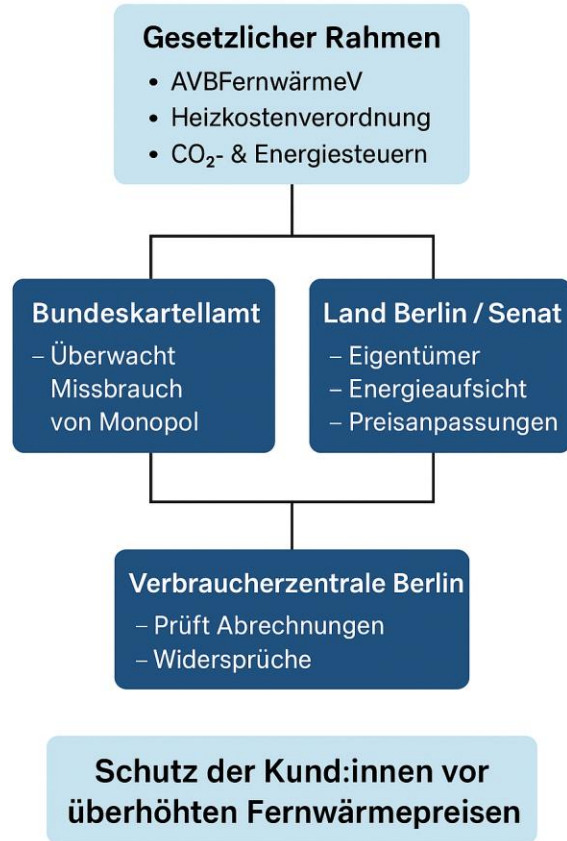 Gesetzlicher Rahmen
• AVBFernwärmeV
• Heizkostenverordnung
• CO₂- & Energiesteuern
Bundeskartellamt
– Überwacht
Missbrauch
von Monopol
Land Berlin / Senat
– Eigentümer
– Energieaufsicht
– Preisanpassungen
Verbraucherzentrale Berlin
– Prüft Abrechnungen
– Widersprüche
Schutz der Kund:innen vor
überhöhten Fernwärmepreisen